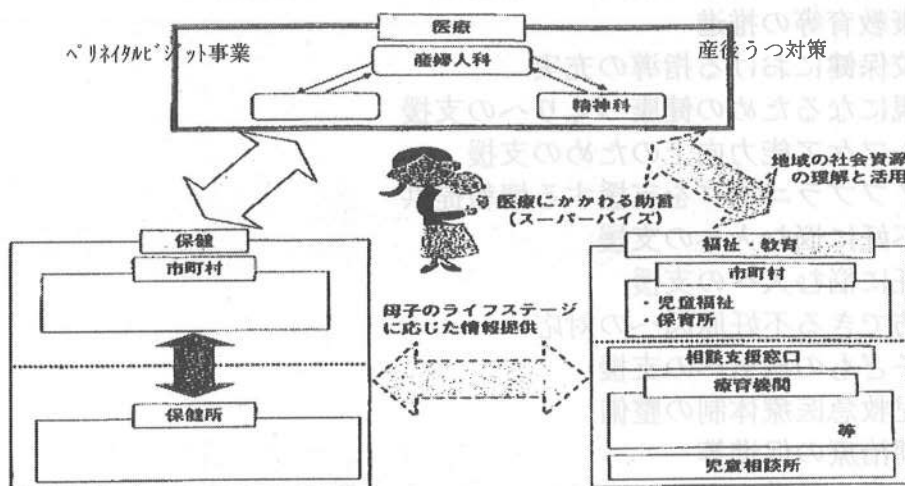 医療
ペリネイタルビジット事業
産婦人科
産後うつ対策
精神科
地域の社会資源
の理解と活用
医療にかかわる助言
（スーパーバイズ）
保健
市町村
保健所
母子のライフステージ
に応じた情報提供
福祉・教育
市町村
・児童福祉
・保育所
相談支援窓口
療育機関
等
児童相談所